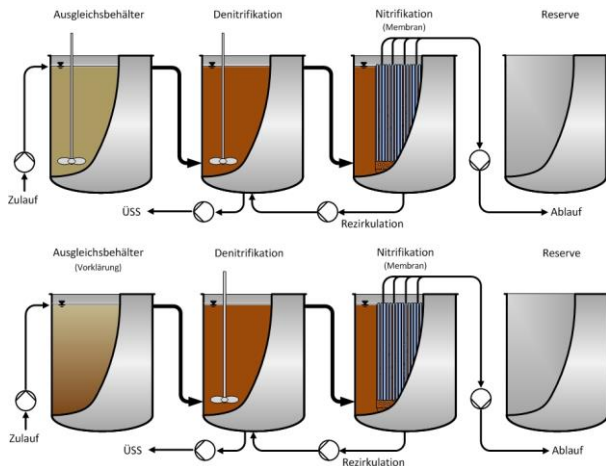 Ausgleichsbehälter
Denitrifikation
Nitrifikation
(Membran)
Reserve
Zulauf
ÜSS
Rezirkulation
Ablauf
Ausgleichsbehälter
(Vorklärung)
Denitrifikation
Nitrifikation
(Membran)
Reserve
Zulauf
ÜSS
Rezirkulation
Ablauf